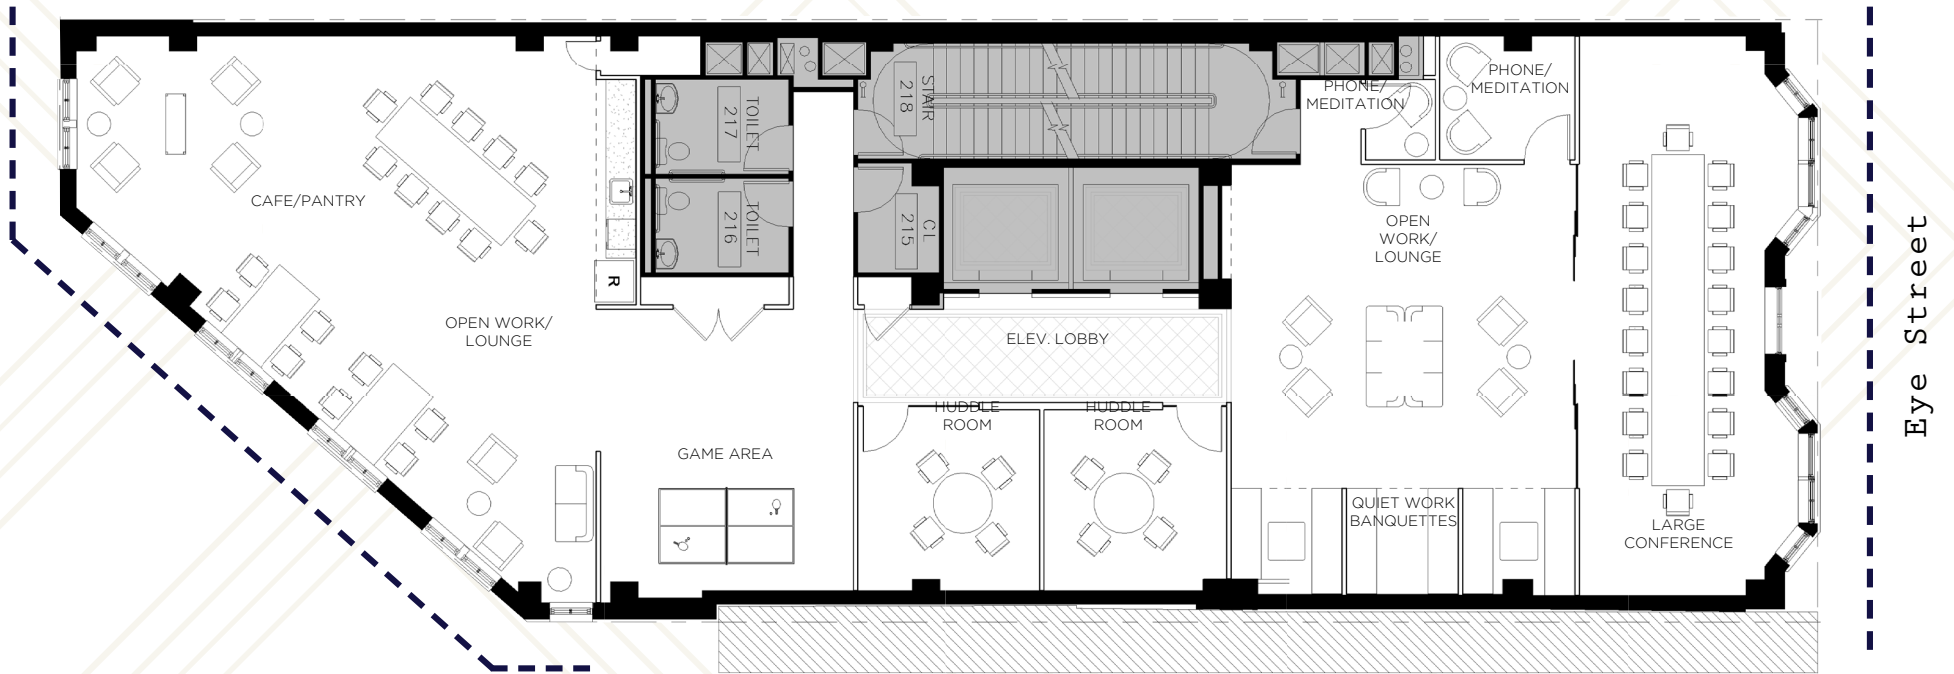 CAFE/PANTRY
OPEN WORK/
LOUNGE
R
TOILET
217
TOILET
216
GAME AREA
STAIR
218
CL
215
ELEV. LOBBY
HUDDLE
ROOM
HUDDLE
ROOM
PHONE/
MEDITATION
PHONE/
MEDITATION
OPEN
WORK/
LOUNGE
QUIET WORK
BANQUETTES
LARGE
CONFERENCE
Eye Street